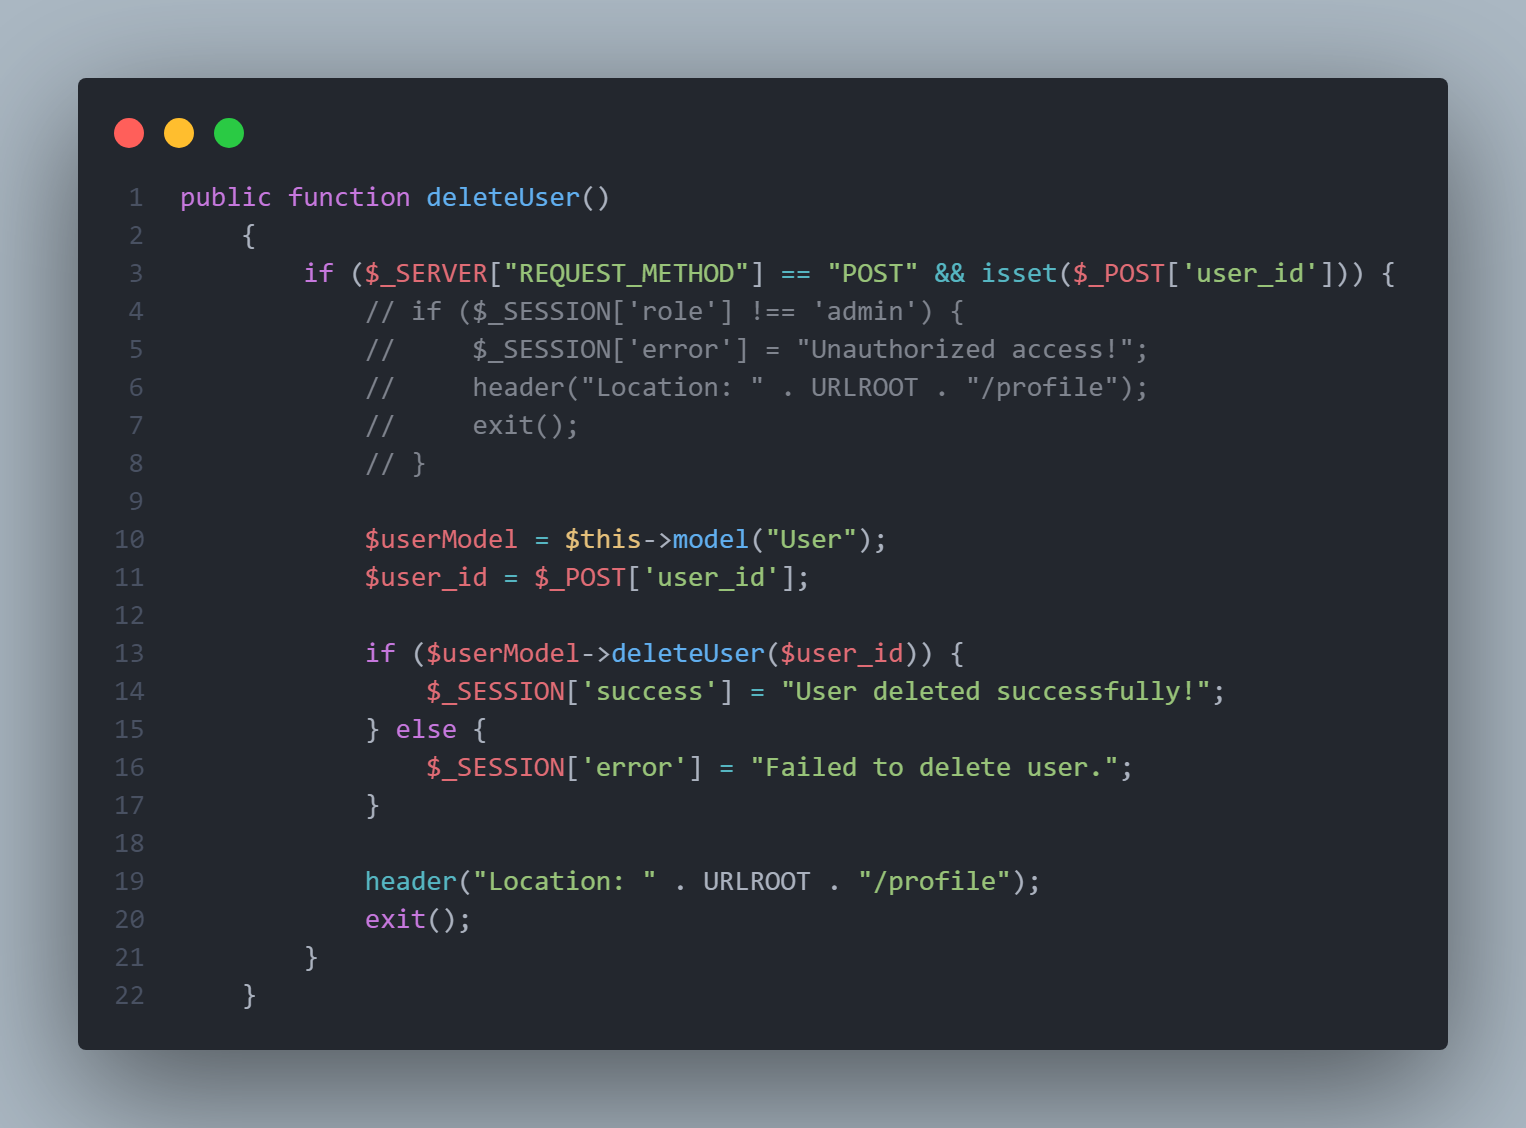 1 public function deleteUser()
2     {
3         if ($_SERVER["REQUEST_METHOD"] == "POST" && isset($_POST['user_id'])) {
4             // if ($_SESSION['role'] !== 'admin') {
5             //     $_SESSION['error'] = "Unauthorized access!";
6             //     header("Location: " . URLROOT . "/profile");
7             //     exit();
8             // }
9
10             $userModel = $this->model("User");
11             $user_id = $_POST['user_id'];
12
13             if ($userModel->deleteUser($user_id)) {
14                 $_SESSION['success'] = "User deleted successfully!";
15             } else {
16                 $_SESSION['error'] = "Failed to delete user.";
17             }
18
19             header("Location: " . URLROOT . "/profile");
20             exit();
21         }
22     }